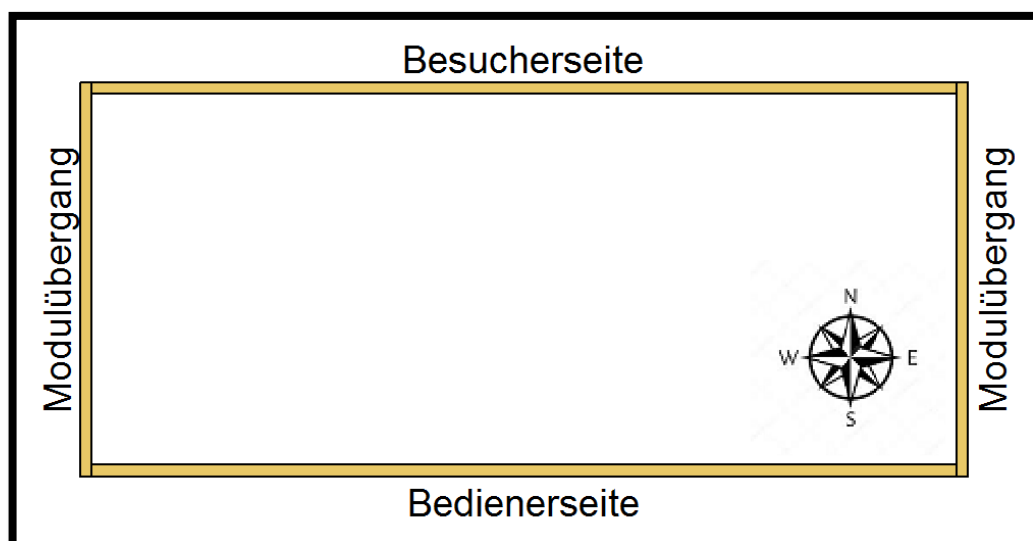 Besucherseite
Modulübergang
Modulübergang
N
W
E
S
Bedienerseite